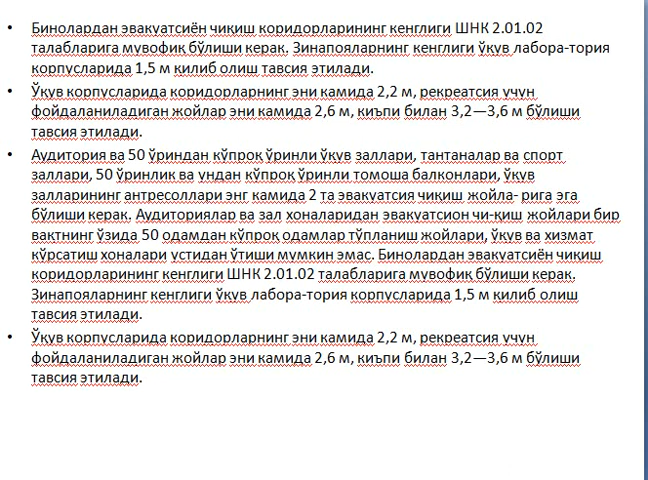 • Бинолардан эвакуатсиён чиқиш коридорларининг кенглиги ШНК 2.01.02
талабларига мувофиқ бўлиши керак. Зинапояларнинг кенглиги ўқув лабора-тория
корпусларида 1,5 м қилиб олиш тавсия этилади.
• Ўқув корпусларида коридорларнинг эни камида 2,2 м, рекреатсия учун
фойдаланиладиган жойлар эни камида 2,6 м, киъпи билан 3,2—3,6 м бўлиши
тавсия этилади.
• Аудитория ва 50 ўриндан кўпроқ ўринли ўқув заллари, тантаналар ва спорт
заллари, 50 ўринлик ва ундан кўпроқ ўринли томоша балконлари, ўқув
залларининг антресоллари энг камида 2 та эвакуатсия чиқиш жойла- рига эга
бўлиши керак. Аудиториялар ва зал хоналаридан эвакуатсион чи-қиш жойлари бир
вақтнинг ўзида 50 одамдан кўпроқ одамлар тўпланиш жойлари, ўқув ва хизмат
кўрсатиш хоналари устидан ўтиши мумкин эмас. Бинолардан эвакуатсиён чиқиш
коридорларининг кенглиги ШНК 2.01.02 талабларига мувофиқ бўлиши керак.
Зинапояларнинг кенглиги ўқув лабора-тория корпусларида 1,5 м қилиб олиш
тавсия этилади.
• Ўқув корпусларида коридорларнинг эни камида 2,2 м, рекреатсия учун
фойдаланиладиган жойлар эни камида 2,6 м, киъпи билан 3,2—3,6 м бўлиши
тавсия этилади.